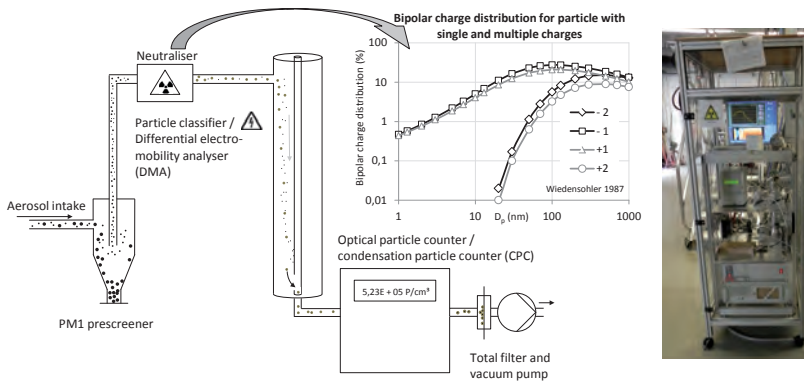 Neutraliser
Particle classifier /
Differential electro-
mobility analyser
(DMA)
Aerosol intake
PM1 prescreener
Bipolar charge distribution for particle with
single and multiple charges
Bipolar charge distribution (%)
100
10
1
0,1
0,01
1
10
100
1000
Dₚ (nm)
- 2
- 1
+1
+2
Wiedensohler 1987
Optical particle counter /
condensation particle counter (CPC)
5,23E + 05 P/cm³
Total filter and
vacuum pump